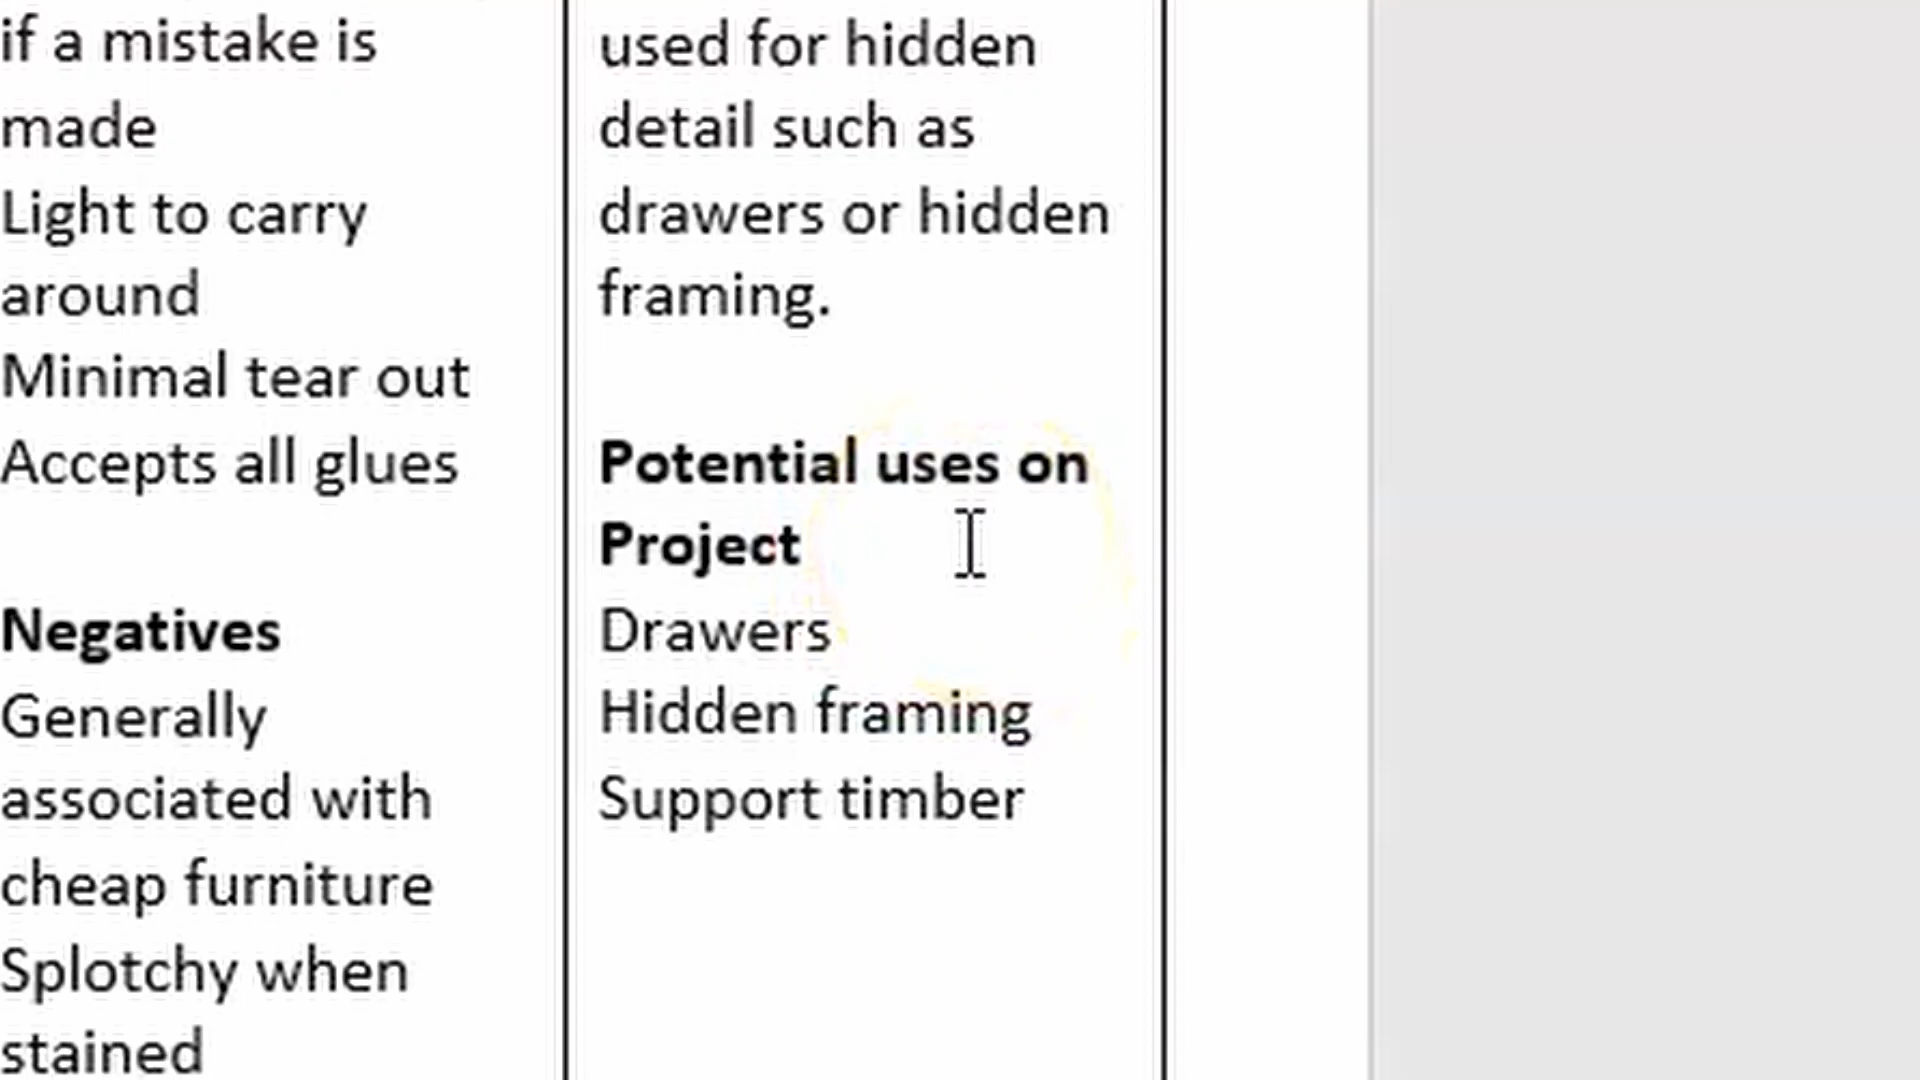 if a mistake is
made
Light to carry
around
Minimal tear out
Accepts all glues
Negatives
Generally
associated with
cheap furniture
Splotchy when
stained
used for hidden
detail such as
drawers or hidden
framing.
Potential uses on
Project
Drawers
Hidden framing
Support timber